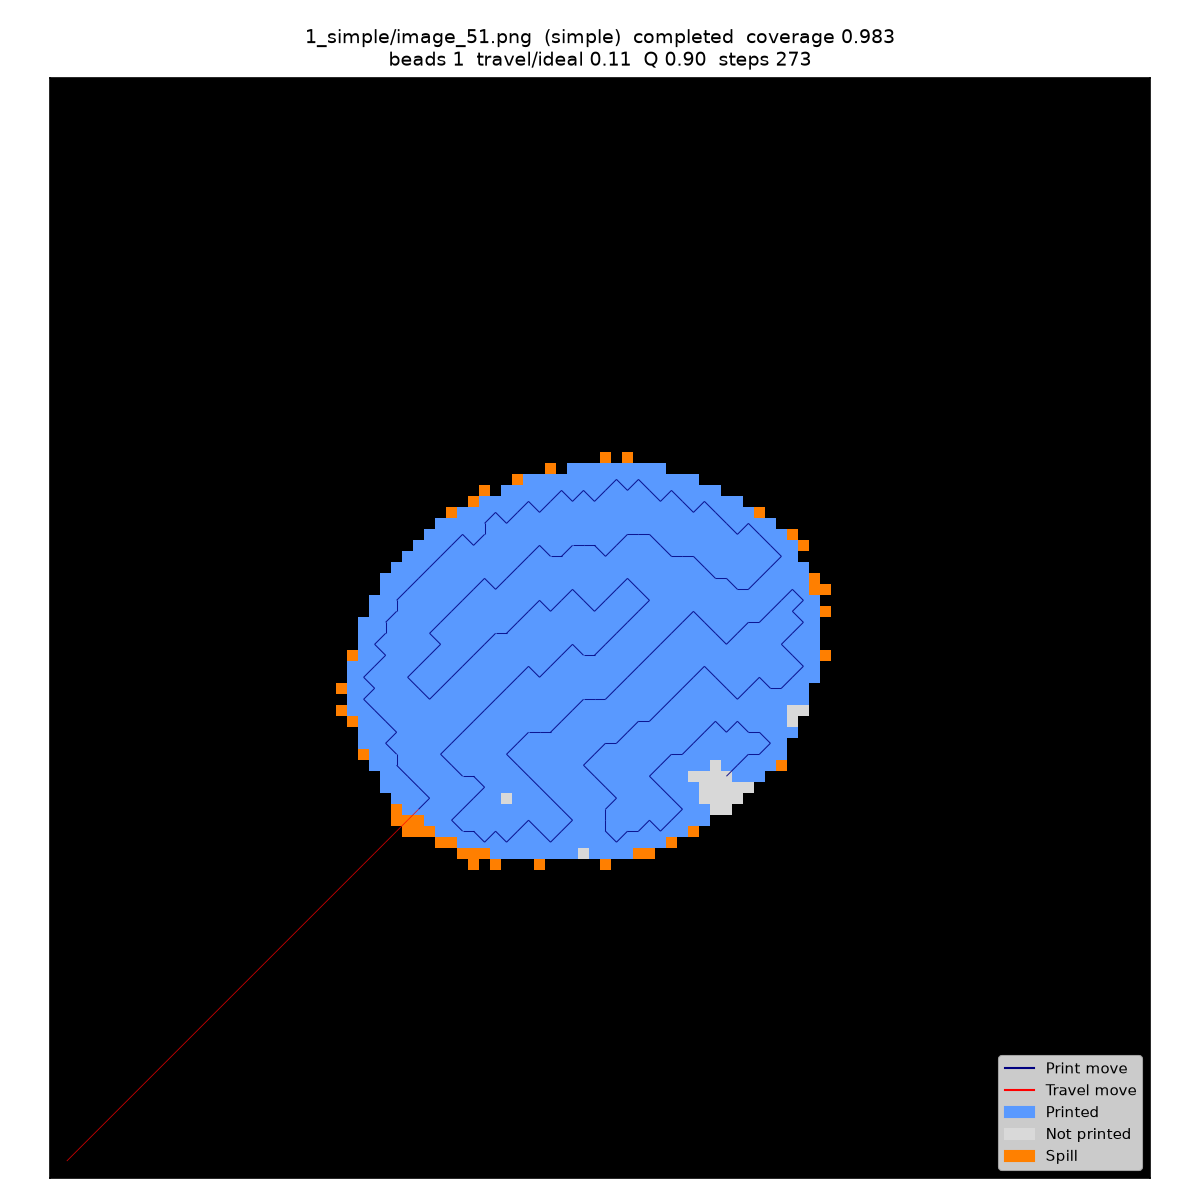 1_simple/image_51.png  (simple)  completed  coverage 0.983
beads 1  travel/ideal 0.11  Q 0.90  steps 273
Print move
Travel move
Printed
Not printed
Spill